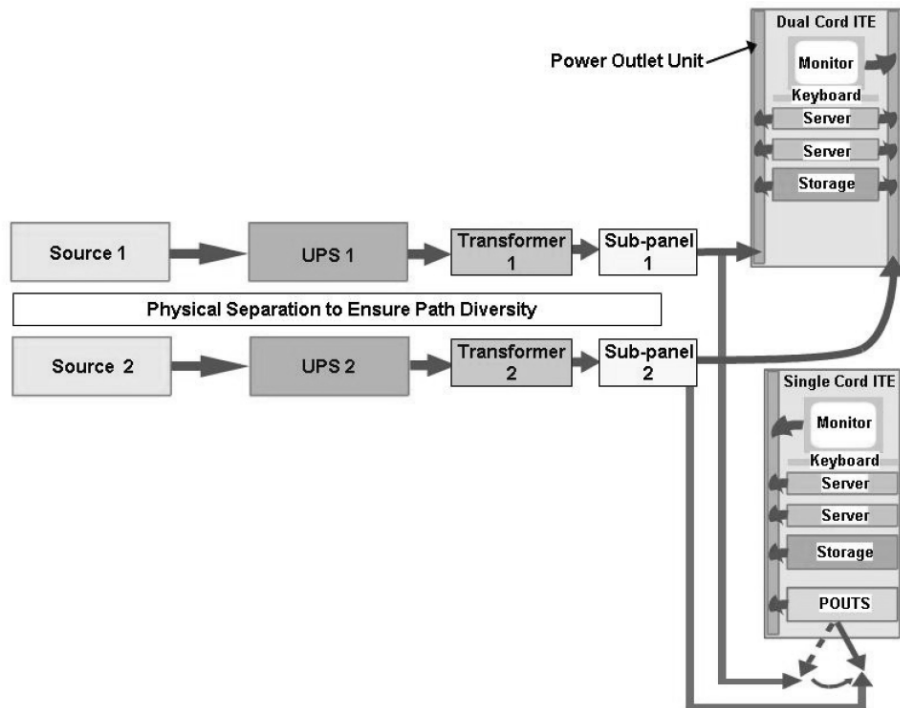 Dual Cord ITE
Power Outlet Unit
Monitor
Keyboard
Server
Server
Storage
Source 1
UPS 1
Transformer
1
Sub-panel
1
Physical Separation to Ensure Path Diversity
Source 2
UPS 2
Transformer
2
Sub-panel
2
Single Cord ITE
Monitor
Keyboard
Server
Server
Storage
POUTS